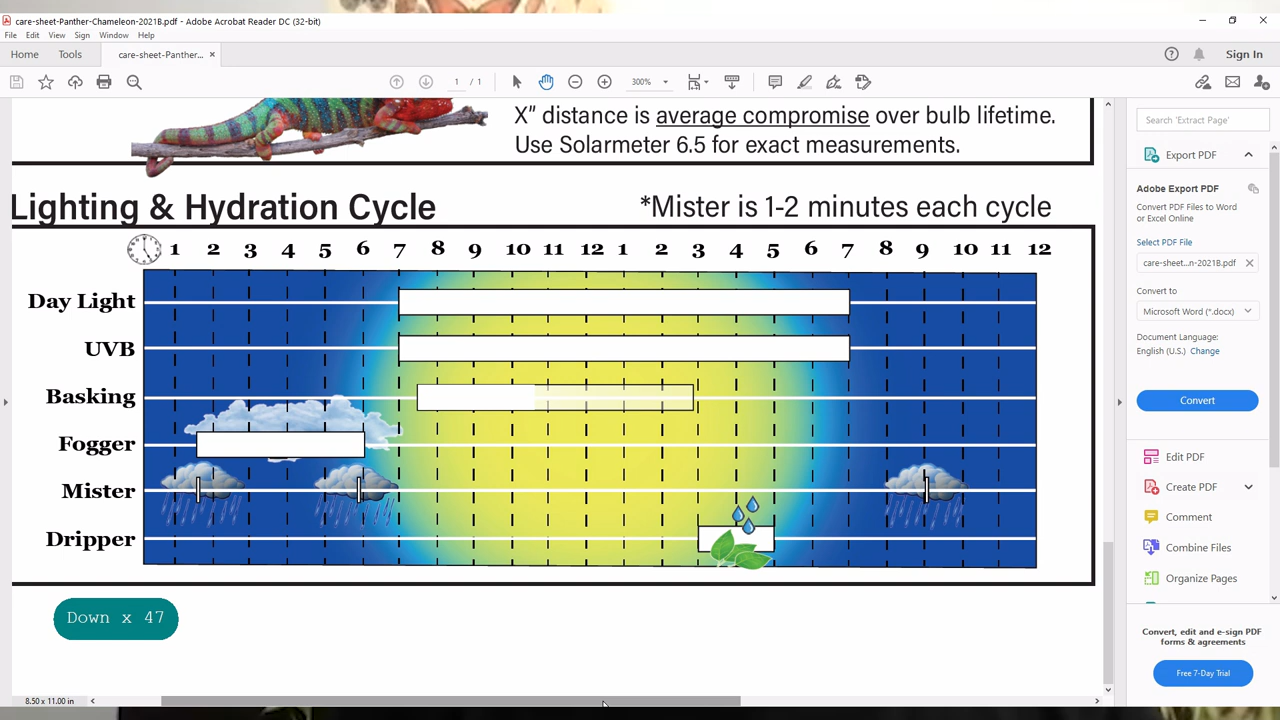 care-sheet-Panther-Chameleon-2021B.pdf - Adobe Acrobat Reader DC (32-bit)
File Edit View Sign Window Help
Home Tools care-sheet-Panther... × Sign In
1 / 1 300%
X” distance is average compromise over bulb lifetime.
Use Solarmeter 6.5 for exact measurements.
Lighting & Hydration Cycle *Mister is 1-2 minutes each cycle
1 2 3 4 5 6 7 8 9 10 11 12 1 2 3 4 5 6 7 8 9 10 11 12
Day Light
UVB
Basking
Fogger
Mister
Dripper
Down x 47
8.50 x 11.00 in
Search 'Extract Page'
Export PDF
Adobe Export PDF
Convert PDF Files to Word
or Excel Online
Select PDF File
care-sheet...n-2021B.pdf
Convert to
Microsoft Word (*.docx)
Document Language:
English (U.S.) Change
Convert
Edit PDF
Create PDF
Comment
Combine Files
Organize Pages
Convert, edit and e-sign PDF
forms & agreements
Free 7-Day Trial